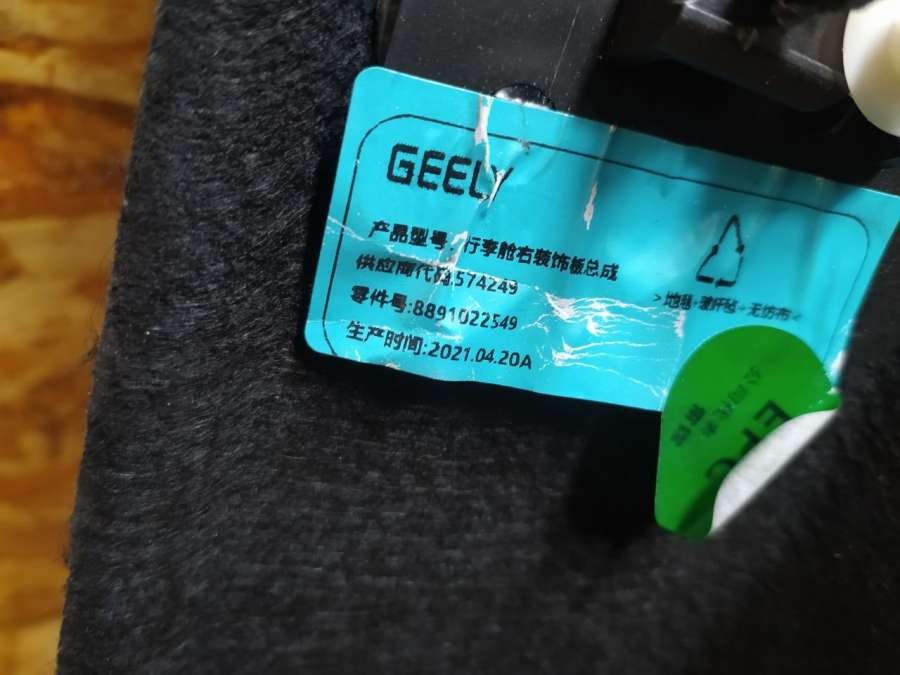 GEELY
产品型号：行李舱右装饰板总成
供应商代码:574249
零件号:8891022549
生产时间:2021.04.20A
>地毯+玻纤毡+无纺布<